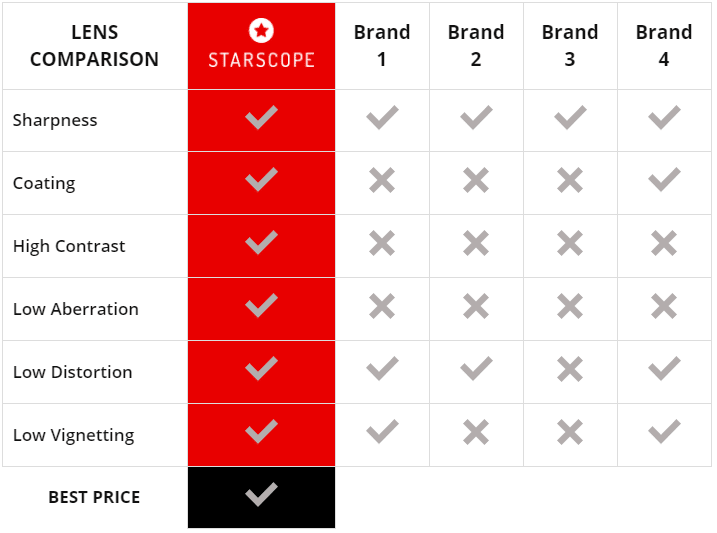 LENS
COMPARISON
STARSCOPE
Brand
1
Brand
2
Brand
3
Brand
4
Sharpness
Coating
High Contrast
Low Aberration
Low Distortion
Low Vignetting
BEST PRICE